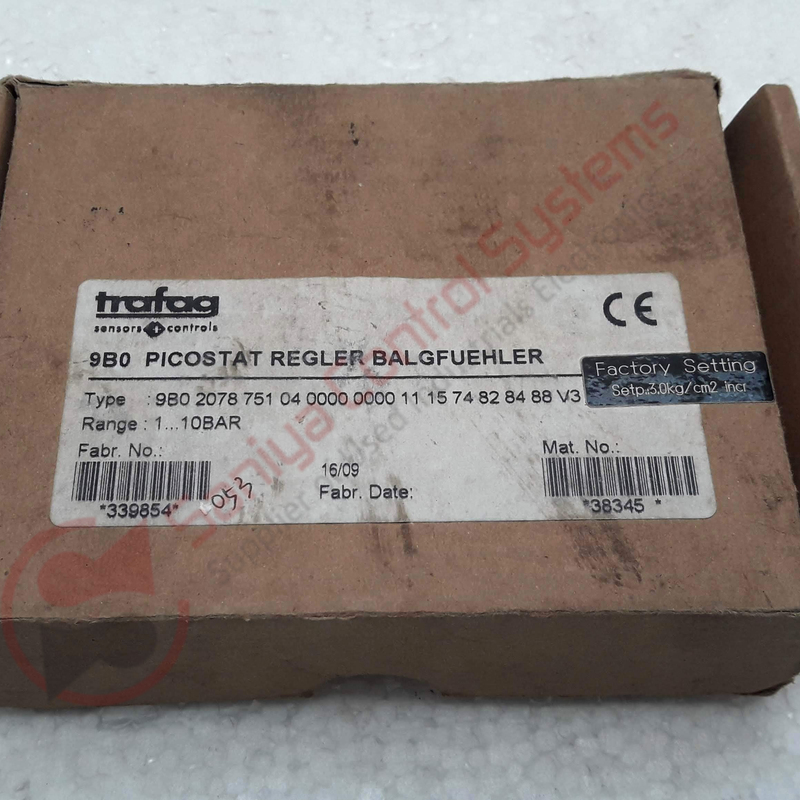 trafag
sensors controls
CE
9B0 PICOSTAT REGLER BALGFUEHLER
Factory Setting
Setp.:3.0kg/cm2 incr
Type : 9B0 2078 751 04 0000 0000 11 15 74 82 84 88 V3
Range : 1...10BAR
Fabr. No.:
16/09
Mat. No.:
Fabr. Date:
*339854*
053
*38345 *
Saniya Control Systems